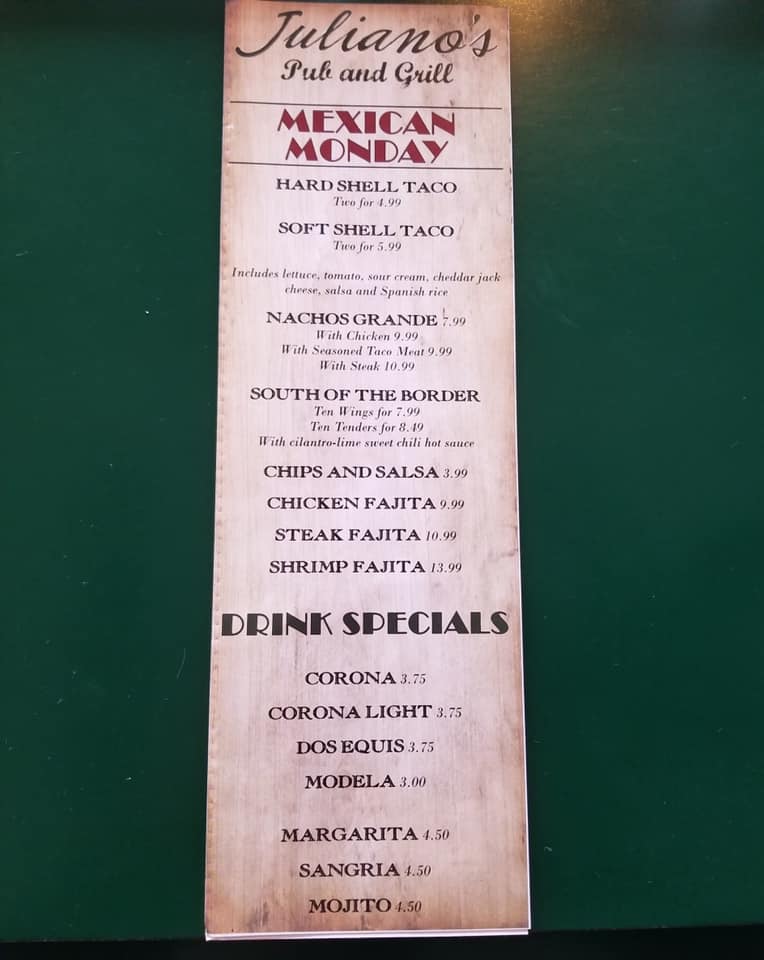 Juliano's
Pub and Grill
MEXICAN
MONDAY
HARD SHELL TACO
Two for 4.99
SOFT SHELL TACO
Two for 5.99
Includes lettuce, tomato, sour cream, cheddar jack
cheese, salsa and Spanish rice
NACHOS GRANDE 7.99
With Chicken 9.99
With Seasoned Taco Meat 9.99
With Steak 10.99
SOUTH OF THE BORDER
Ten Wings for 7.99
Ten Tenders for 8.49
With cilantro-lime sweet chili hot sauce
CHIPS AND SALSA 3.99
CHICKEN FAJITA 9.99
STEAK FAJITA 10.99
SHRIMP FAJITA 13.99
DRINK SPECIALS
CORONA 3.75
CORONA LIGHT 3.75
DOS EQUIS 3.75
MODELA 3.00
MARGARITA 4.50
SANGRIA 4.50
MOJITO 4.50